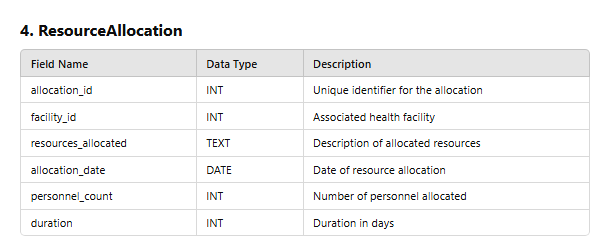 4. ResourceAllocation
Field Name Data Type Description
allocation_id INT Unique identifier for the allocation
facility_id INT Associated health facility
resources_allocated TEXT Description of allocated resources
allocation_date DATE Date of resource allocation
personnel_count INT Number of personnel allocated
duration INT Duration in days